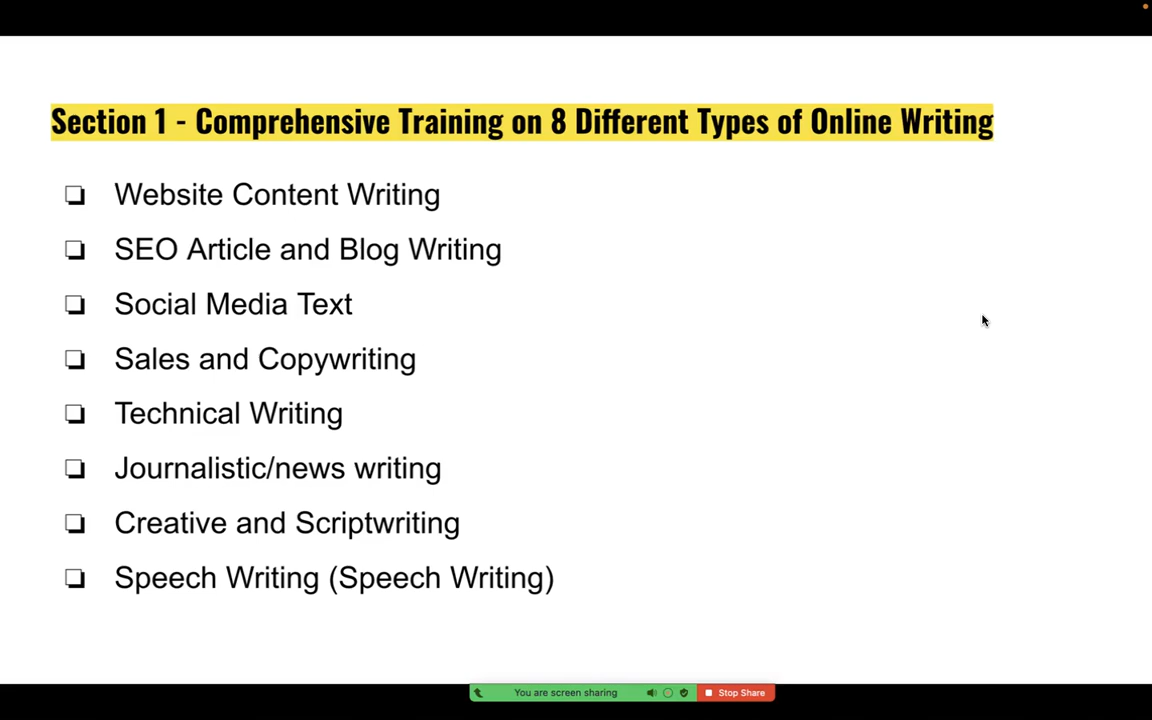 Section 1 - Comprehensive Training on 8 Different Types of Online Writing
Website Content Writing
SEO Article and Blog Writing
Social Media Text
Sales and Copywriting
Technical Writing
Journalistic/news writing
Creative and Scriptwriting
Speech Writing (Speech Writing)
You are screen sharing
Stop Share